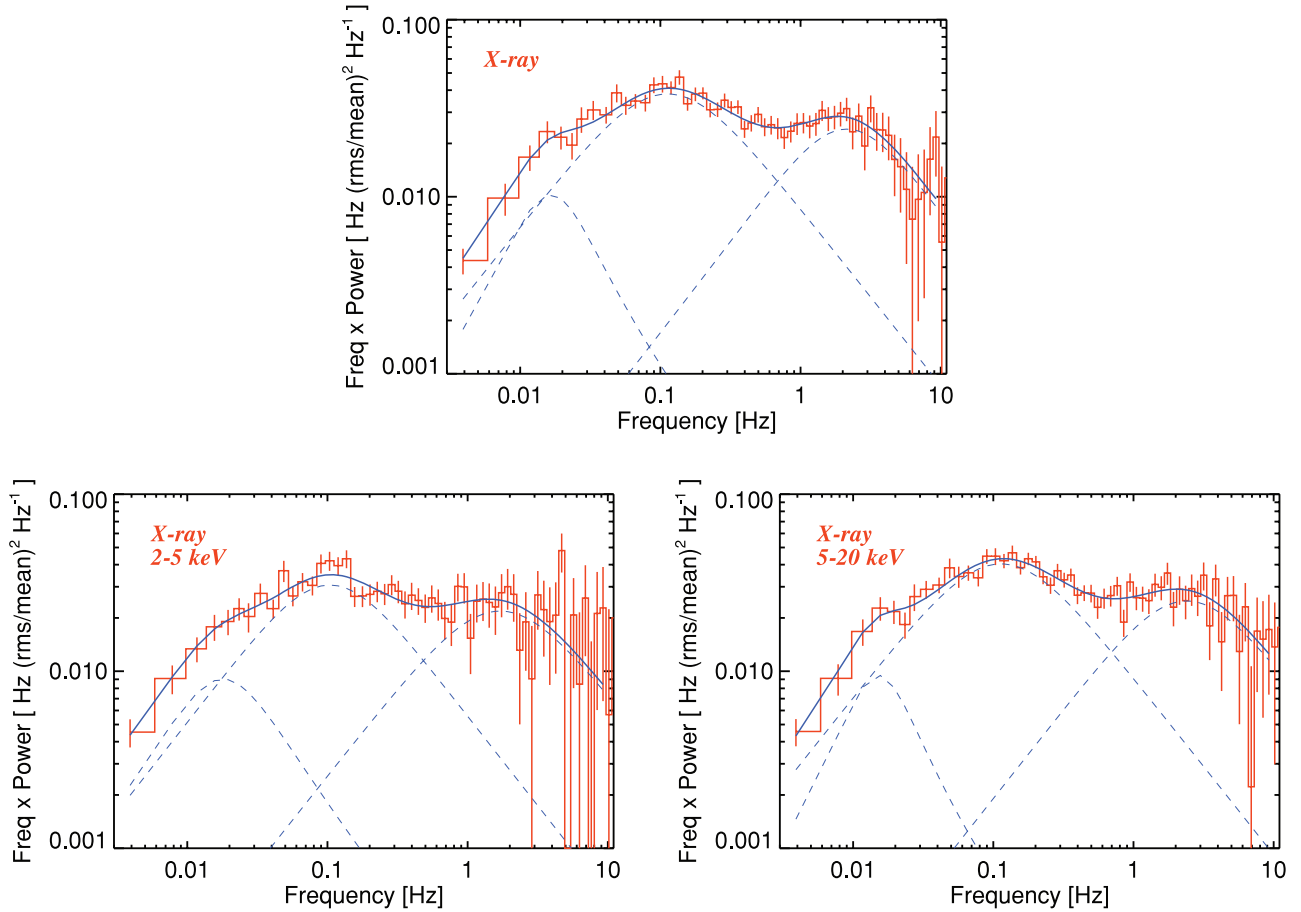 0.100
X-ray
0.010
0.001
Freq x Power [ Hz (rms/mean)² Hz⁻¹ ]
0.01 0.1 1 10
Frequency [Hz]
0.100
X-ray
2-5 keV
0.010
0.001
Freq x Power [ Hz (rms/mean)² Hz⁻¹ ]
0.01 0.1 1 10
Frequency [Hz]
0.100
X-ray
5-20 keV
0.010
0.001
Freq x Power [ Hz (rms/mean)² Hz⁻¹ ]
0.01 0.1 1 10
Frequency [Hz]